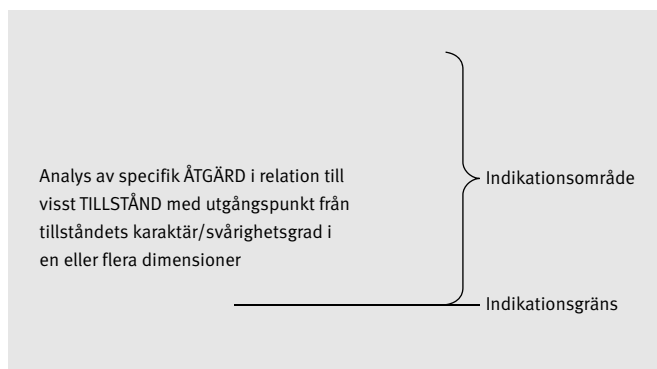 Analys av specifik ÅTGÄRD i relation till
visst TILLSTÅND med utgångspunkt från
tillståndets karaktär/svårighetsgrad i
en eller flera dimensioner
Indikationsområde
Indikationsgräns